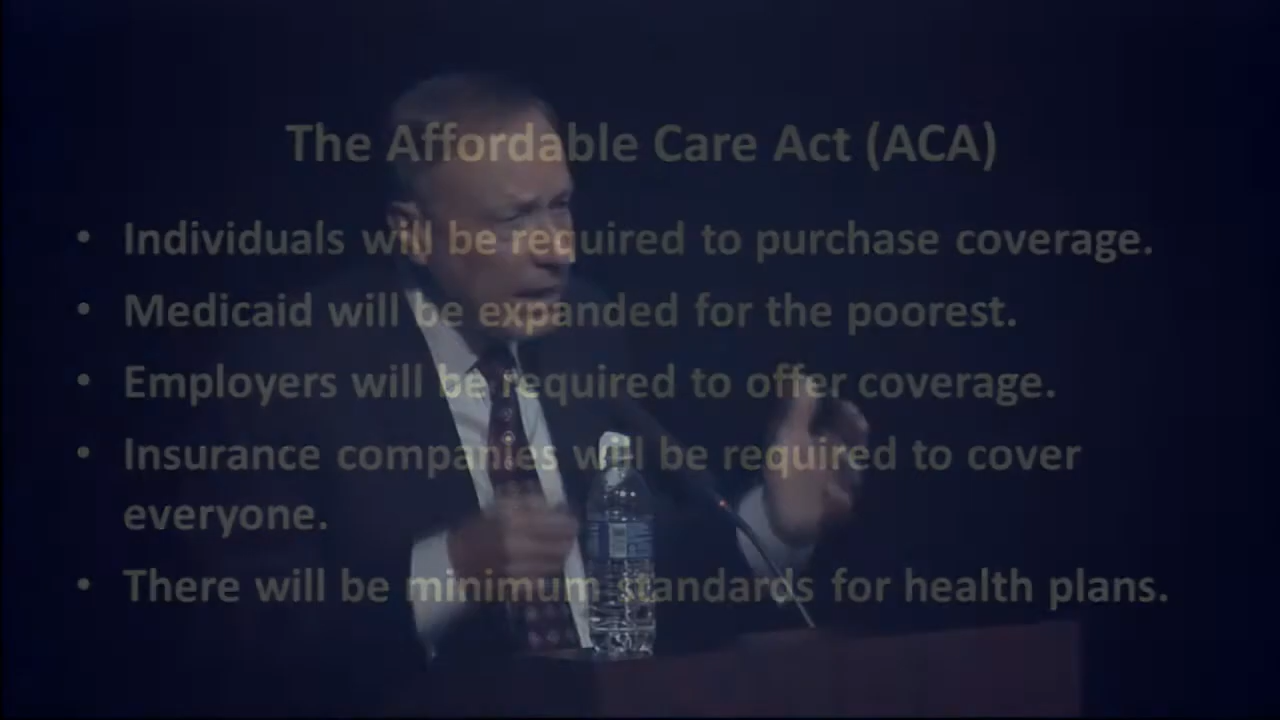 The Affordable Care Act (ACA)
• Individuals will be required to purchase coverage.
• Medicaid will be expanded for the poorest.
• Employers will be required to offer coverage.
• Insurance companies will be required to cover
everyone.
• There will be minimum standards for health plans.